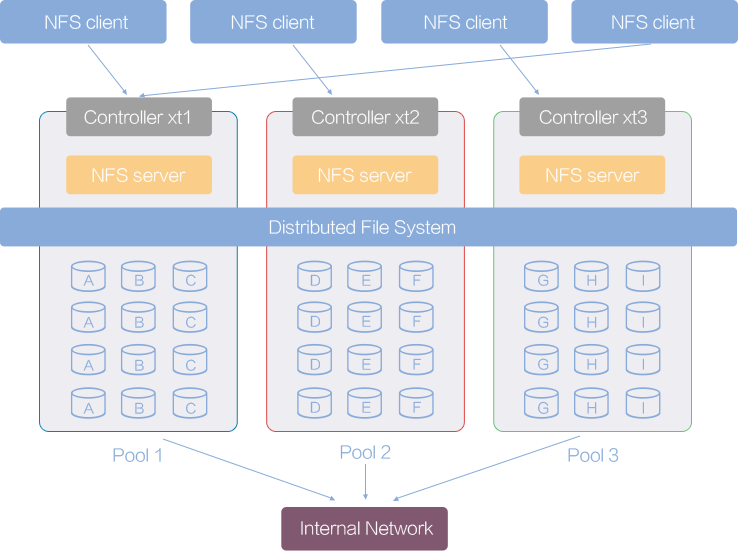 NFS client
NFS client
NFS client
NFS client
Controller xt1
Controller xt2
Controller xt3
NFS server
NFS server
NFS server
Distributed File System
A B C
D E F
G H I
A B C
D E F
G H I
A B C
D E F
G H I
A B C
D E F
G H I
Pool 1
Pool 2
Pool 3
Internal Network